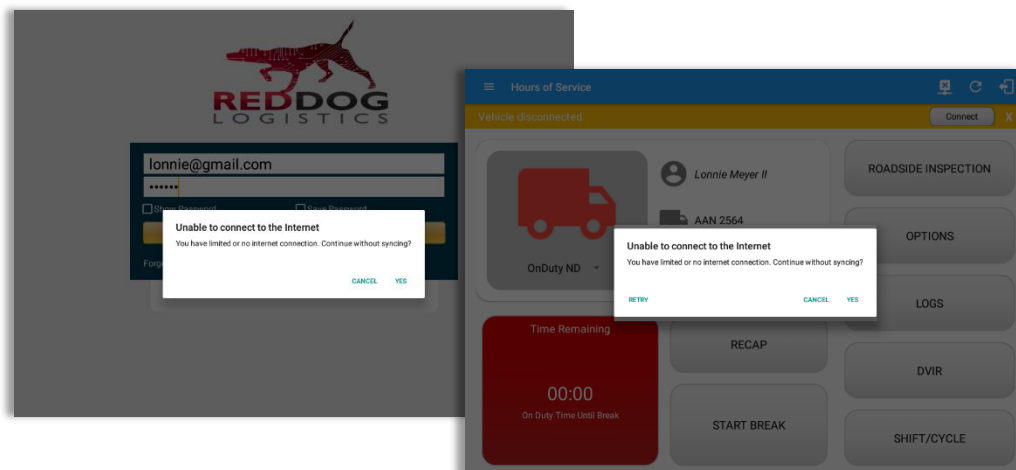 REDDOG
LOGISTICS
lonnie@gmail.com
••••••
Show Password
Save Password
Unable to connect to the Internet
You have limited or no internet connection. Continue without syncing?
CANCEL
YES
Hours of Service
Vehicle disconnected
Connect
X
Lonnie Meyer II
AAN 2564
OnDuty ND
ROADSIDE INSPECTION
OPTIONS
LOGS
DVIR
SHIFT/CYCLE
Unable to connect to the Internet
You have limited or no internet connection. Continue without syncing?
RETRY
CANCEL
YES
Time Remaining
00:00
On Duty Time Until Break
RECAP
START BREAK